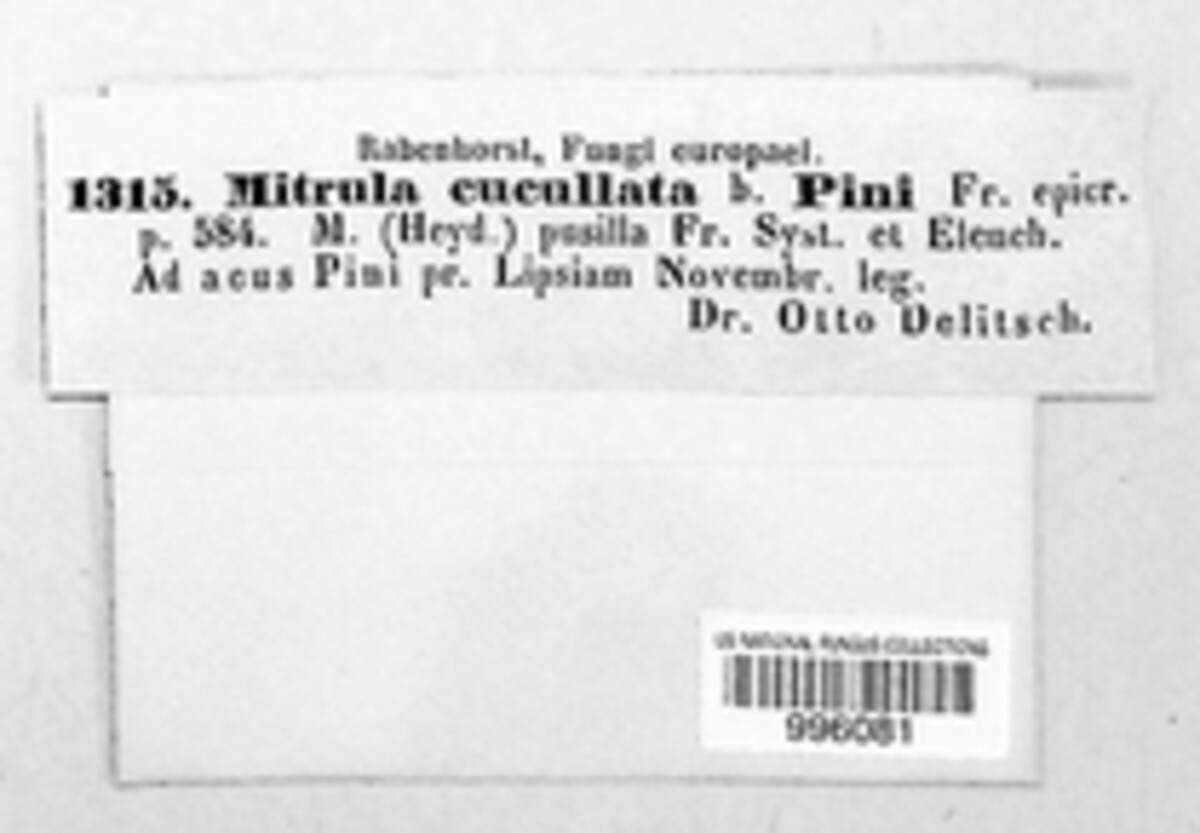 Rabenhorst, Fungi europaei.
1315. Mitrula cucullata b. Pini Fr. epicr.
p. 584. M. (Heyd.) pusilla Fr. Syst. et Elench.
Ad acus Pini pr. Lipsiam Novembr. leg.
Dr. Otto Delitsch.
US NATIONAL FUNGUS COLLECTIONS
996081